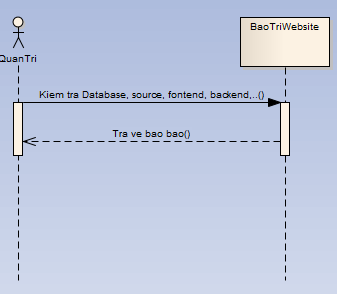 BaoTriWebsite
QuanTri
Kiem tra Database, source, fontend, backend,..()
Tra ve bao bao()